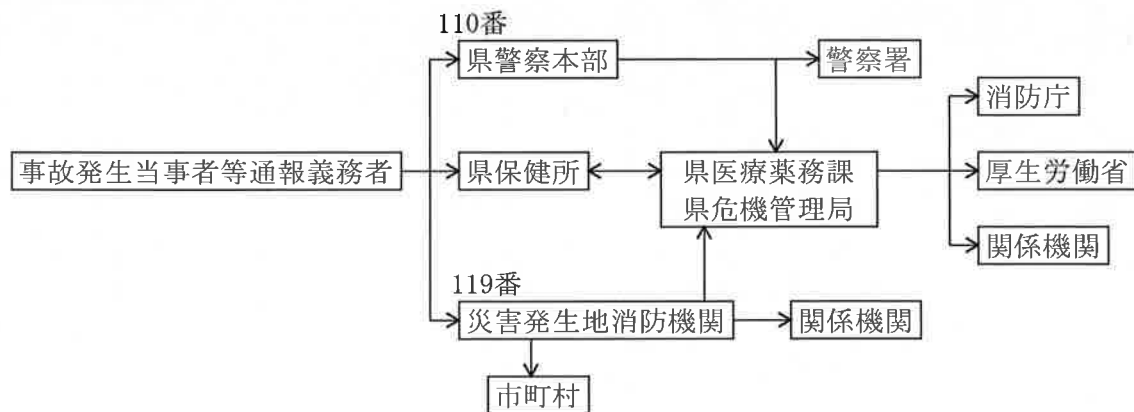 110番
県警察本部
警察署
消防庁
事故発生当事者等通報義務者
県保健所
県医療薬務課
県危機管理局
厚生労働省
関係機関
119番
災害発生地消防機関
関係機関
市町村